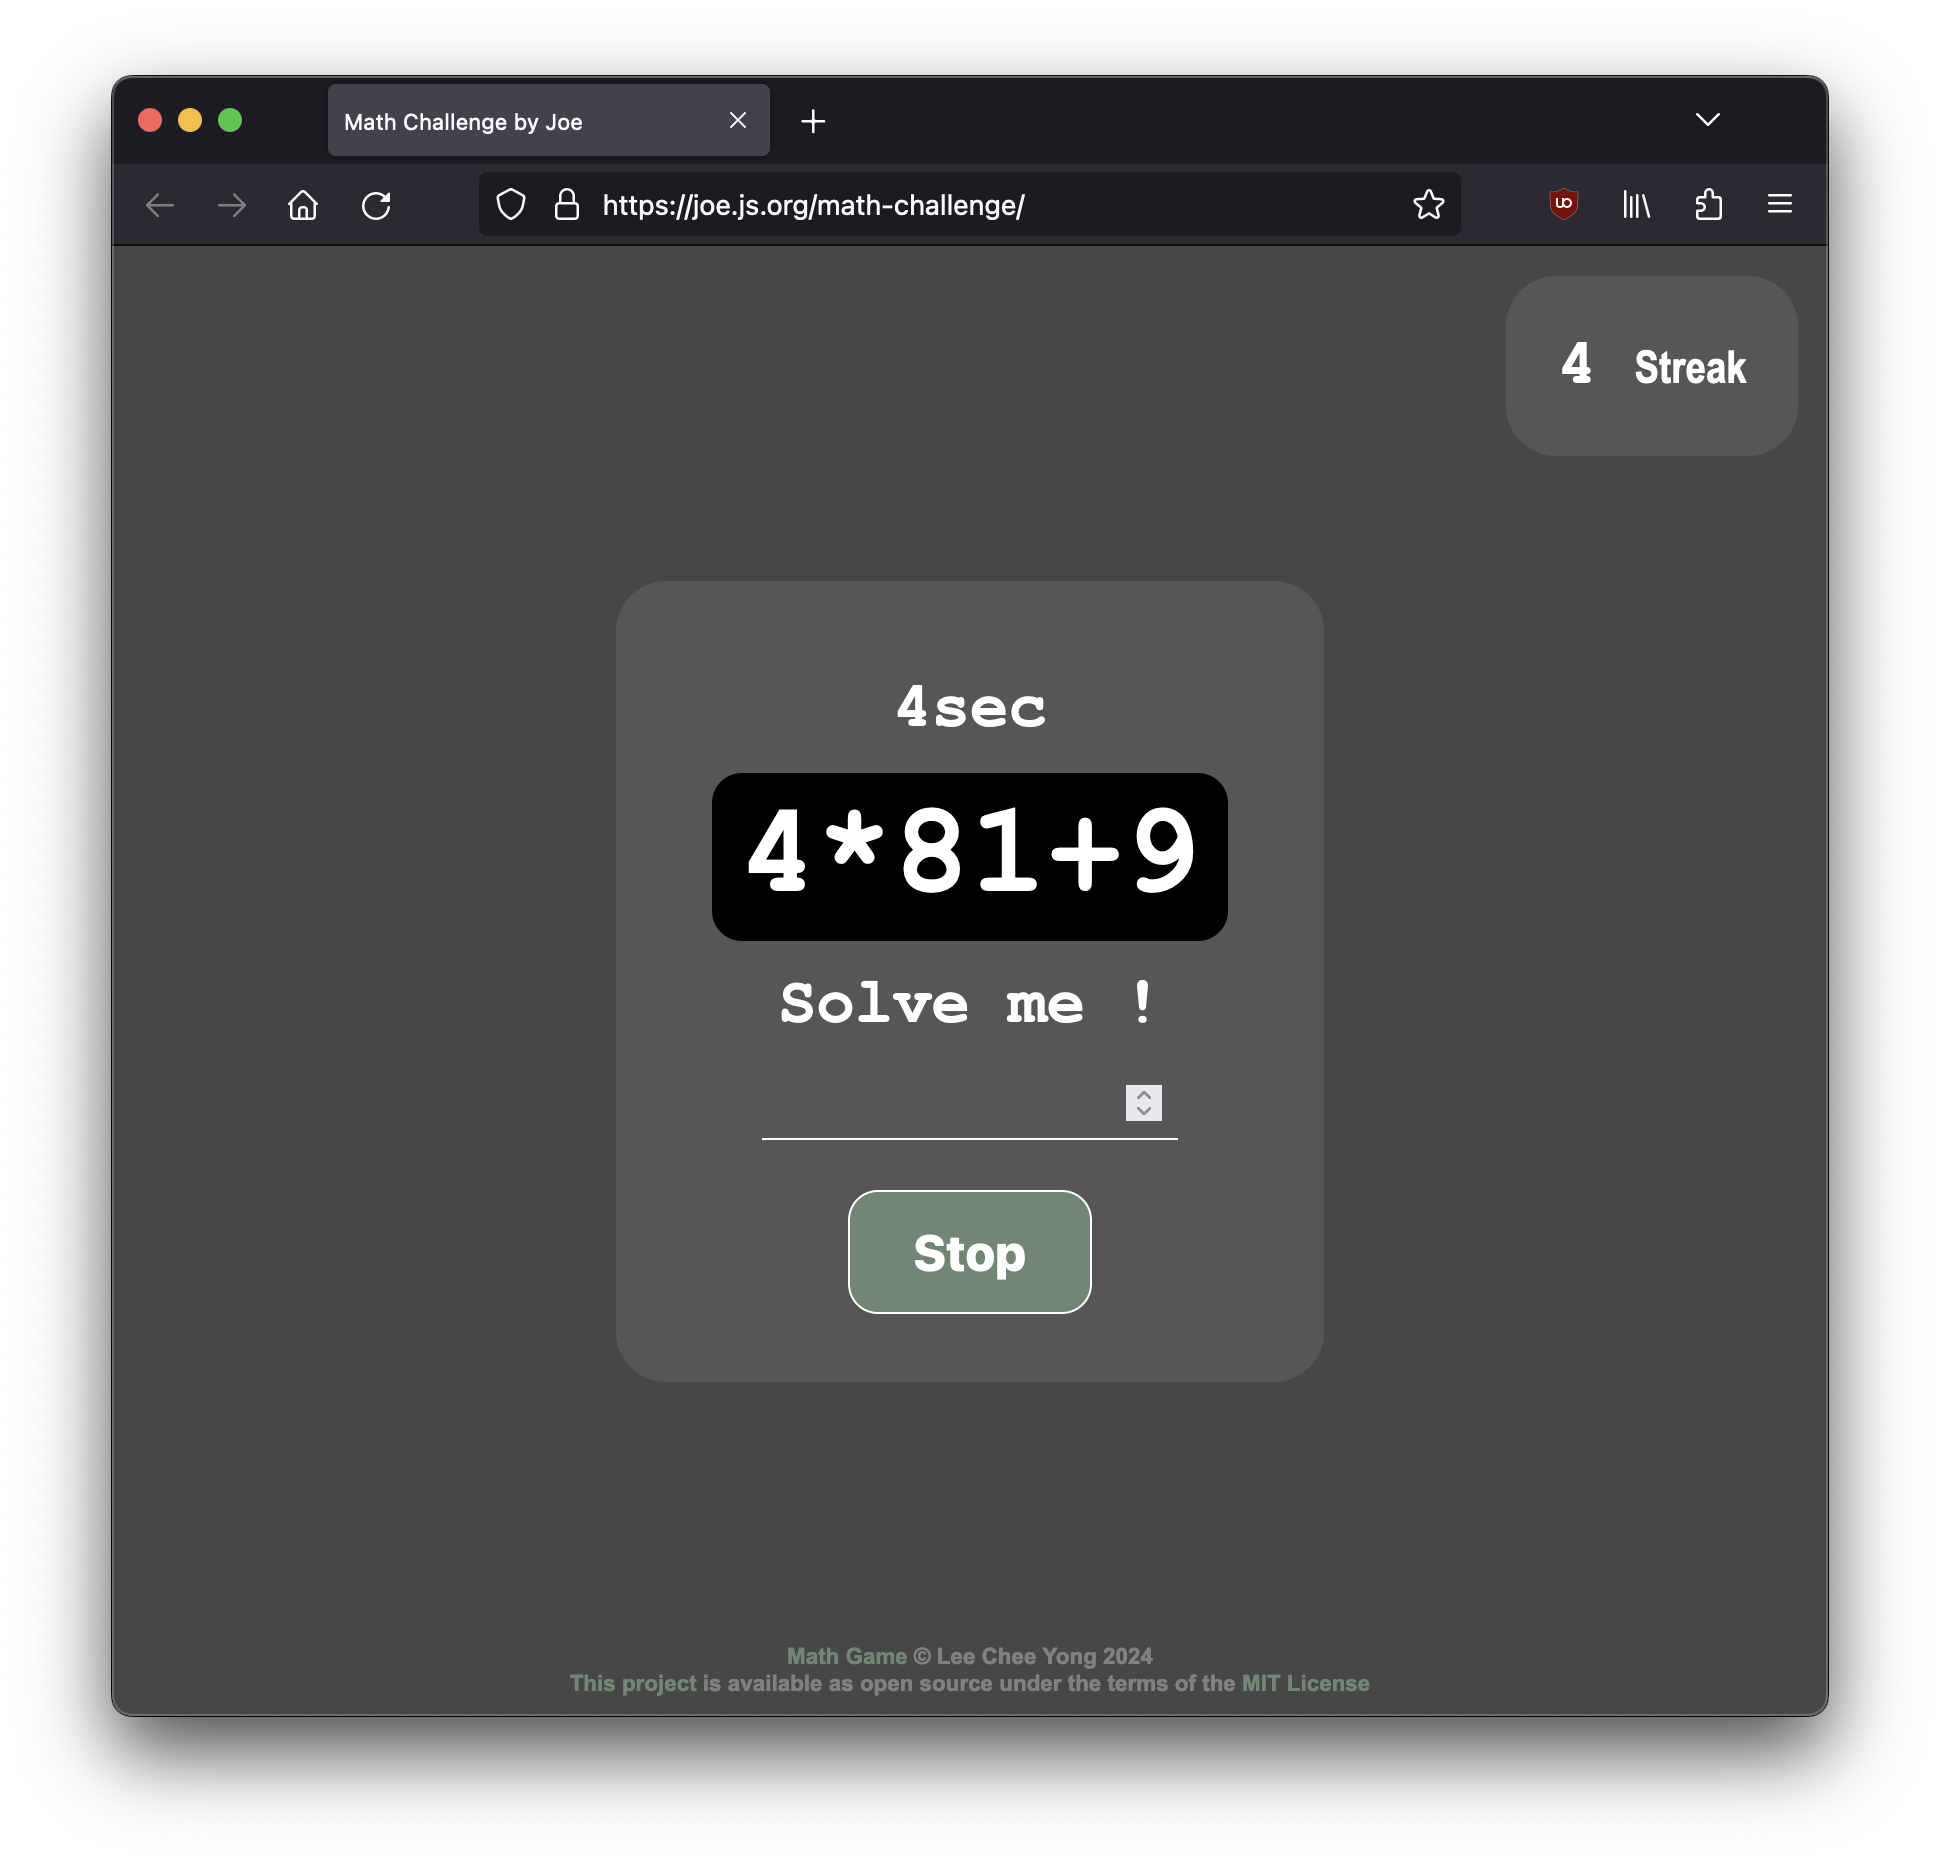 Math Challenge by Joe
https://joe.js.org/math-challenge/
4 Streak
4sec
4*81+9
Solve me !
Stop
Math Game © Lee Chee Yong 2024
This project is available as open source under the terms of the MIT License